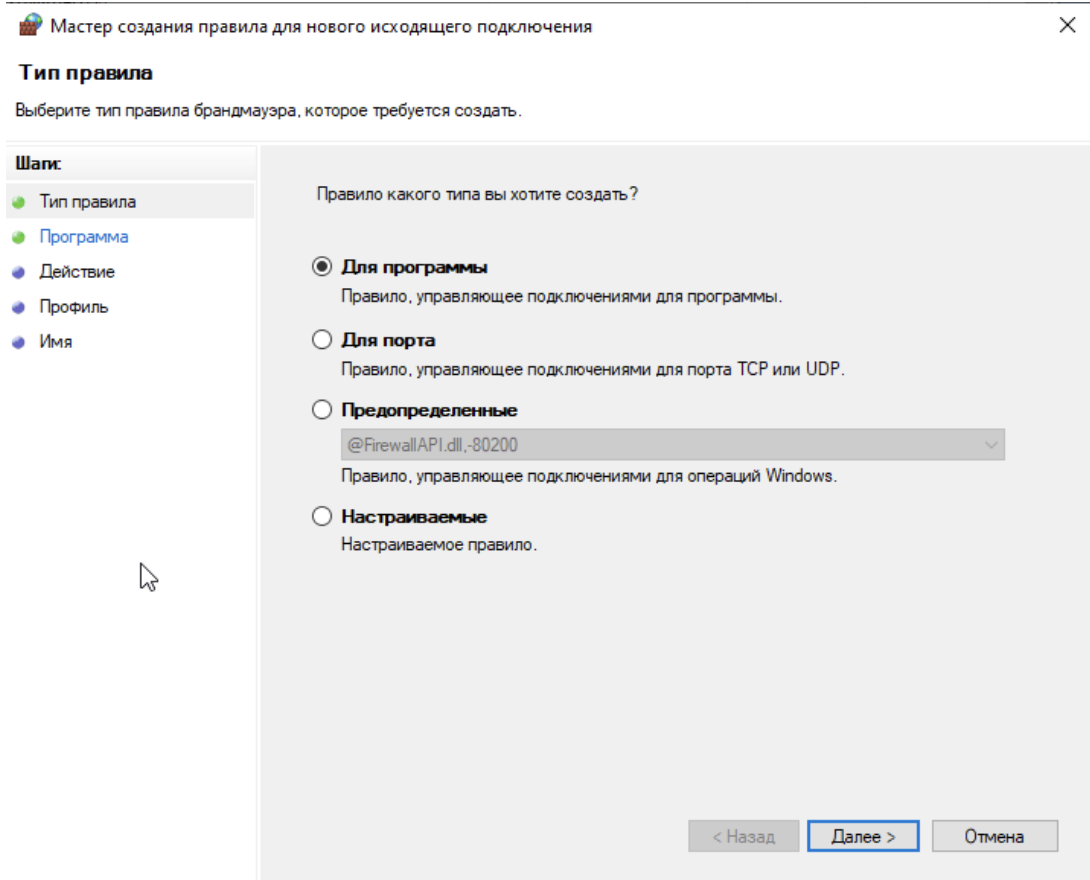 Мастер создания правила для нового исходящего подключения
Тип правила
Выберите тип правила брандмауэра, которое требуется создать.
Шаги:
Тип правила
Программа
Действие
Профиль
Имя
Правило какого типа вы хотите создать?
Для программы
Правило, управляющее подключениями для программы.
Для порта
Правило, управляющее подключениями для порта TCP или UDP.
Предопределенные
@FirewallAPI.dll,-80200
Правило, управляющее подключениями для операций Windows.
Настраиваемые
Настраиваемое правило.
< Назад
Далее >
Отмена